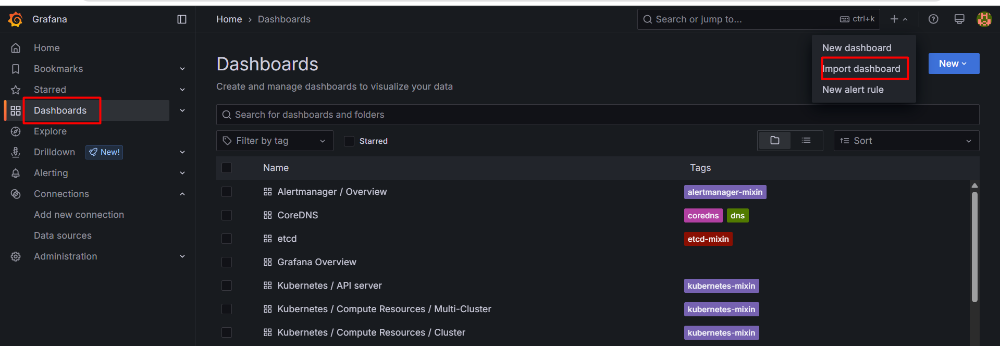 Grafana
Home › Dashboards
Search or jump to...
ctrl+k
Home
Bookmarks
Starred
Dashboards
Explore
Drilldown
New!
Alerting
Connections
Add new connection
Data sources
Administration
New dashboard
Import dashboard
New alert rule
Dashboards
New
Create and manage dashboards to visualize your data
Search for dashboards and folders
Filter by tag
Starred
Sort
Name Tags
Alertmanager / Overview alertmanager-mixin
CoreDNS coredns dns
etcd etcd-mixin
Grafana Overview
Kubernetes / API server kubernetes-mixin
Kubernetes / Compute Resources / Multi-Cluster kubernetes-mixin
Kubernetes / Compute Resources / Cluster kubernetes-mixin